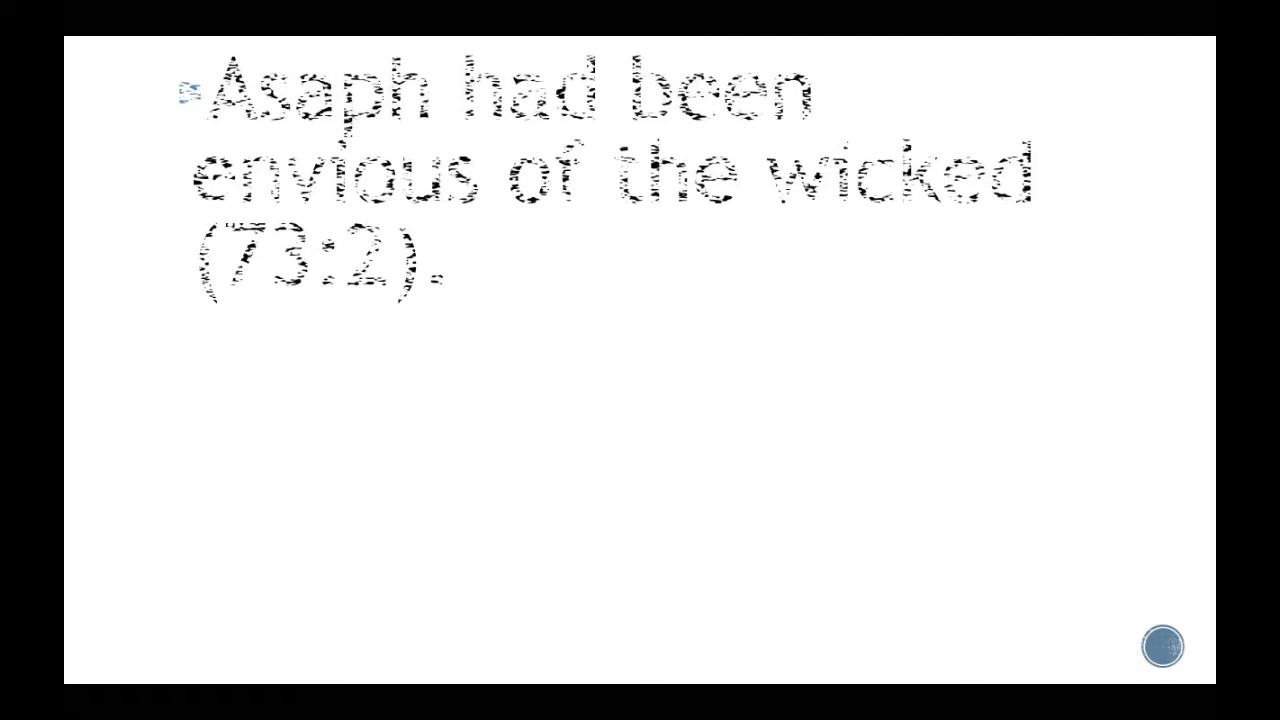 Asaph had been
envious of the wicked
(73:2).